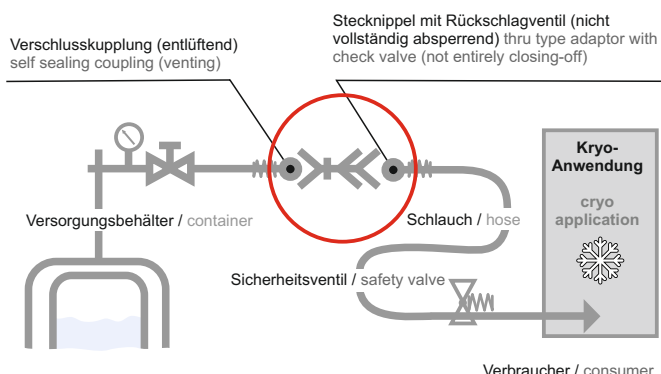 Verschlusskupplung (entlüftend)
self sealing coupling (venting)
Stecknippel mit Rückschlagventil (nicht
vollständig absperrend) thru type adaptor with
check valve (not entirely closing-off)
Kryo-
Anwendung
cryo
application
Versorgungsbehälter / container
Schlauch / hose
Sicherheitsventil / safety valve
Verbraucher / consumer